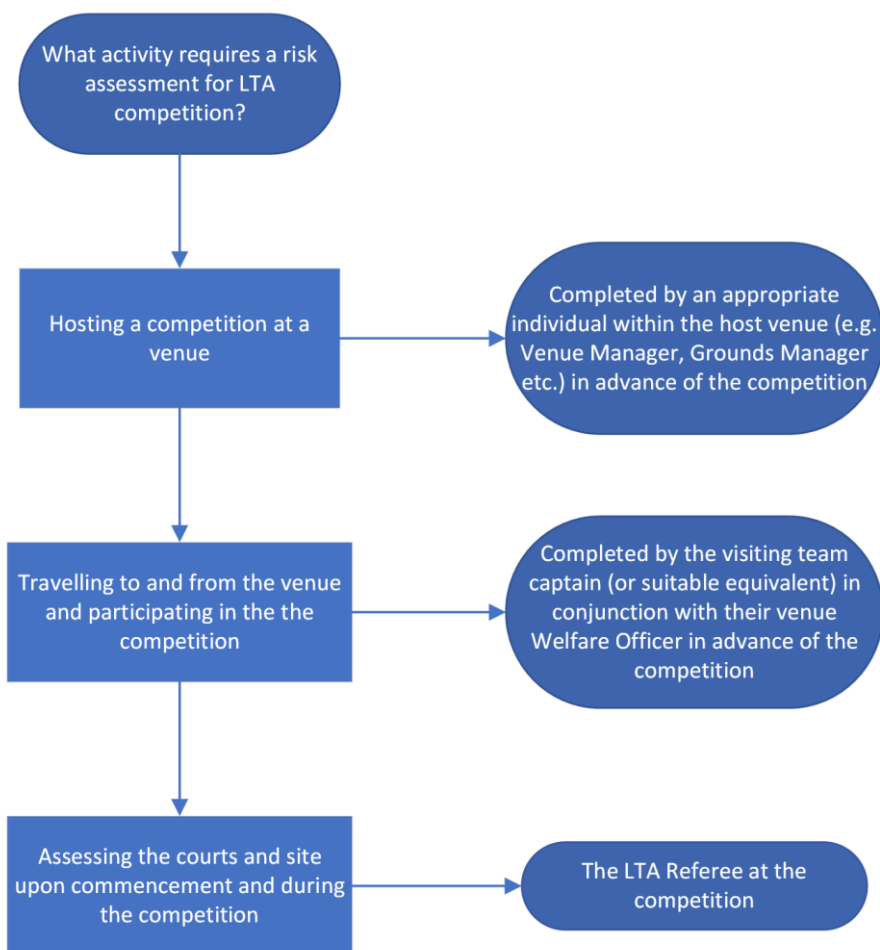 What activity requires a risk
assessment for LTA
competition?
Hosting a competition at a
venue
Completed by an appropriate
individual within the host venue (e.g.
Venue Manager, Grounds Manager
etc.) in advance of the competition
Travelling to and from the venue
and participating in the the
competition
Completed by the visiting team
captain (or suitable equivalent) in
conjunction with their venue
Welfare Officer in advance of the
competition
Assessing the courts and site
upon commencement and during
the competition
The LTA Referee at the
competition